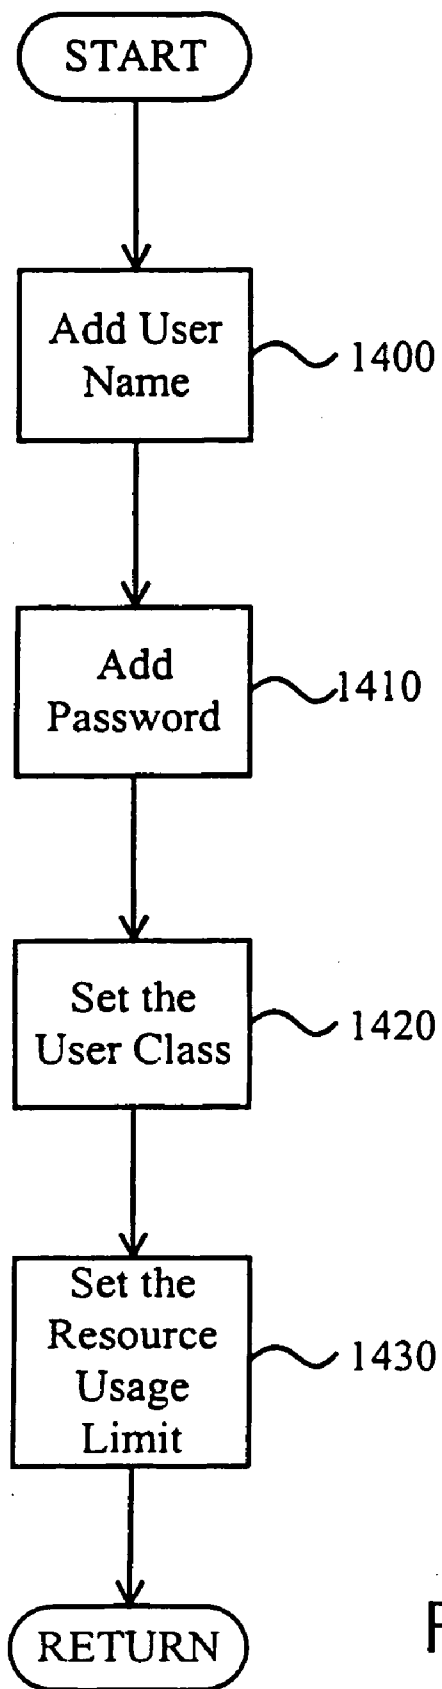 START
Add User
Name
1400
Add
Password
1410
Set the
User Class
1420
Set the
Resource
Usage
Limit
1430
RETURN